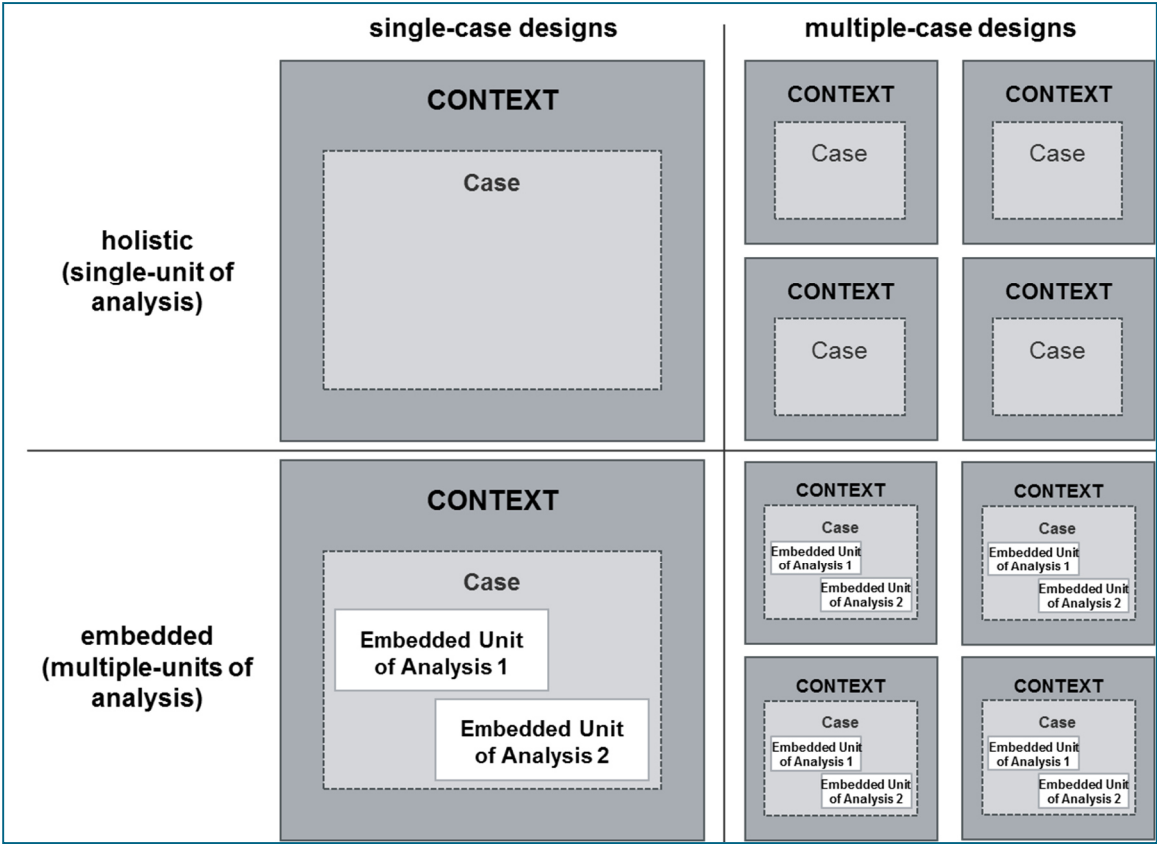 single-case designs
multiple-case designs
holistic
(single-unit of
analysis)
CONTEXT
Case
CONTEXT
Case
CONTEXT
Case
CONTEXT
Case
CONTEXT
Case
embedded
(multiple-units of
analysis)
CONTEXT
Case
Embedded Unit
of Analysis 1
Embedded Unit
of Analysis 2
CONTEXT
Case
Embedded Unit
of Analysis 1
Embedded Unit
of Analysis 2
CONTEXT
Case
Embedded Unit
of Analysis 1
Embedded Unit
of Analysis 2
CONTEXT
Case
Embedded Unit
of Analysis 1
Embedded Unit
of Analysis 2
CONTEXT
Case
Embedded Unit
of Analysis 1
Embedded Unit
of Analysis 2